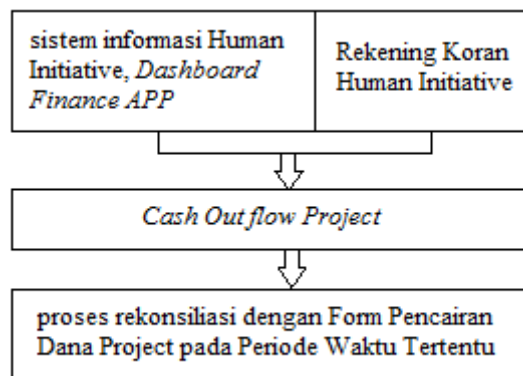 sistem informasi Human
Initiative, Dashboard
Finance APP
Rekening Koran
Human Initiative
Cash Out flow Project
proses rekonsiliasi dengan Form Pencairan
Dana Project pada Periode Waktu Tertentu